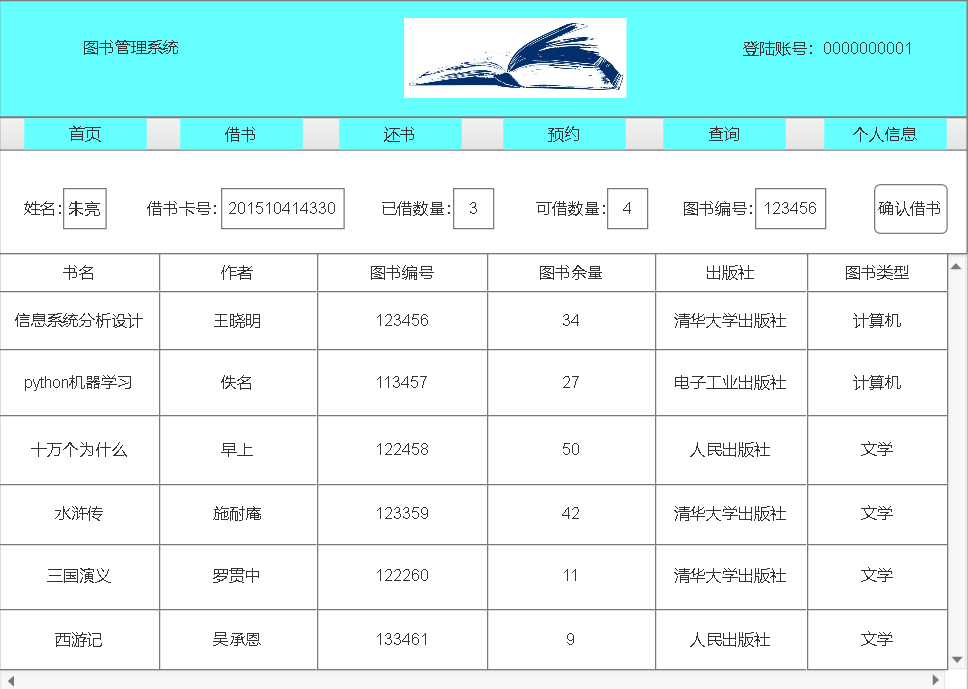 图书管理系统
登陆账号：0000000001
首页 借书 还书 预约 查询 个人信息
姓名：朱亮 借书卡号：201510414330 已借数量：3 可借数量：4 图书编号：123456 确认借书
书名 作者 图书编号 图书余量 出版社 图书类型
信息系统分析设计 王晓明 123456 34 清华大学出版社 计算机
python机器学习 佚名 113457 27 电子工业出版社 计算机
十万个为什么 早上 122458 50 人民出版社 文学
水浒传 施耐庵 123359 42 清华大学出版社 文学
三国演义 罗贯中 122260 11 清华大学出版社 文学
西游记 吴承恩 133461 9 人民出版社 文学